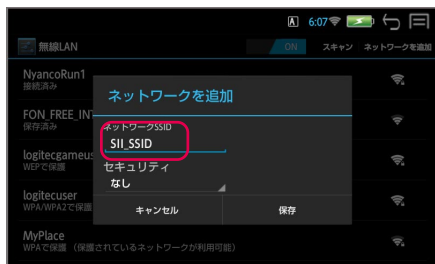 A 6:07
無線LAN ON スキャン ネットワークを追加
NyancoRun1
接続済み
ネットワークを追加
FON_FREE_IN
保存済み
ネットワークSSID
SII_SSID
logitecgameus
WEPで保護
セキュリティ
なし
logitecuser
WPA/WPA2で保護
キャンセル 保存
MyPlace
WPAで保護 (保護されているネットワークが利用可能)